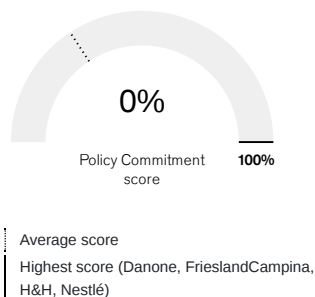 0%
Policy Commitment
score
100%
Average score
Highest score (Danone, FrieslandCampina,
H&H, Nestlé)